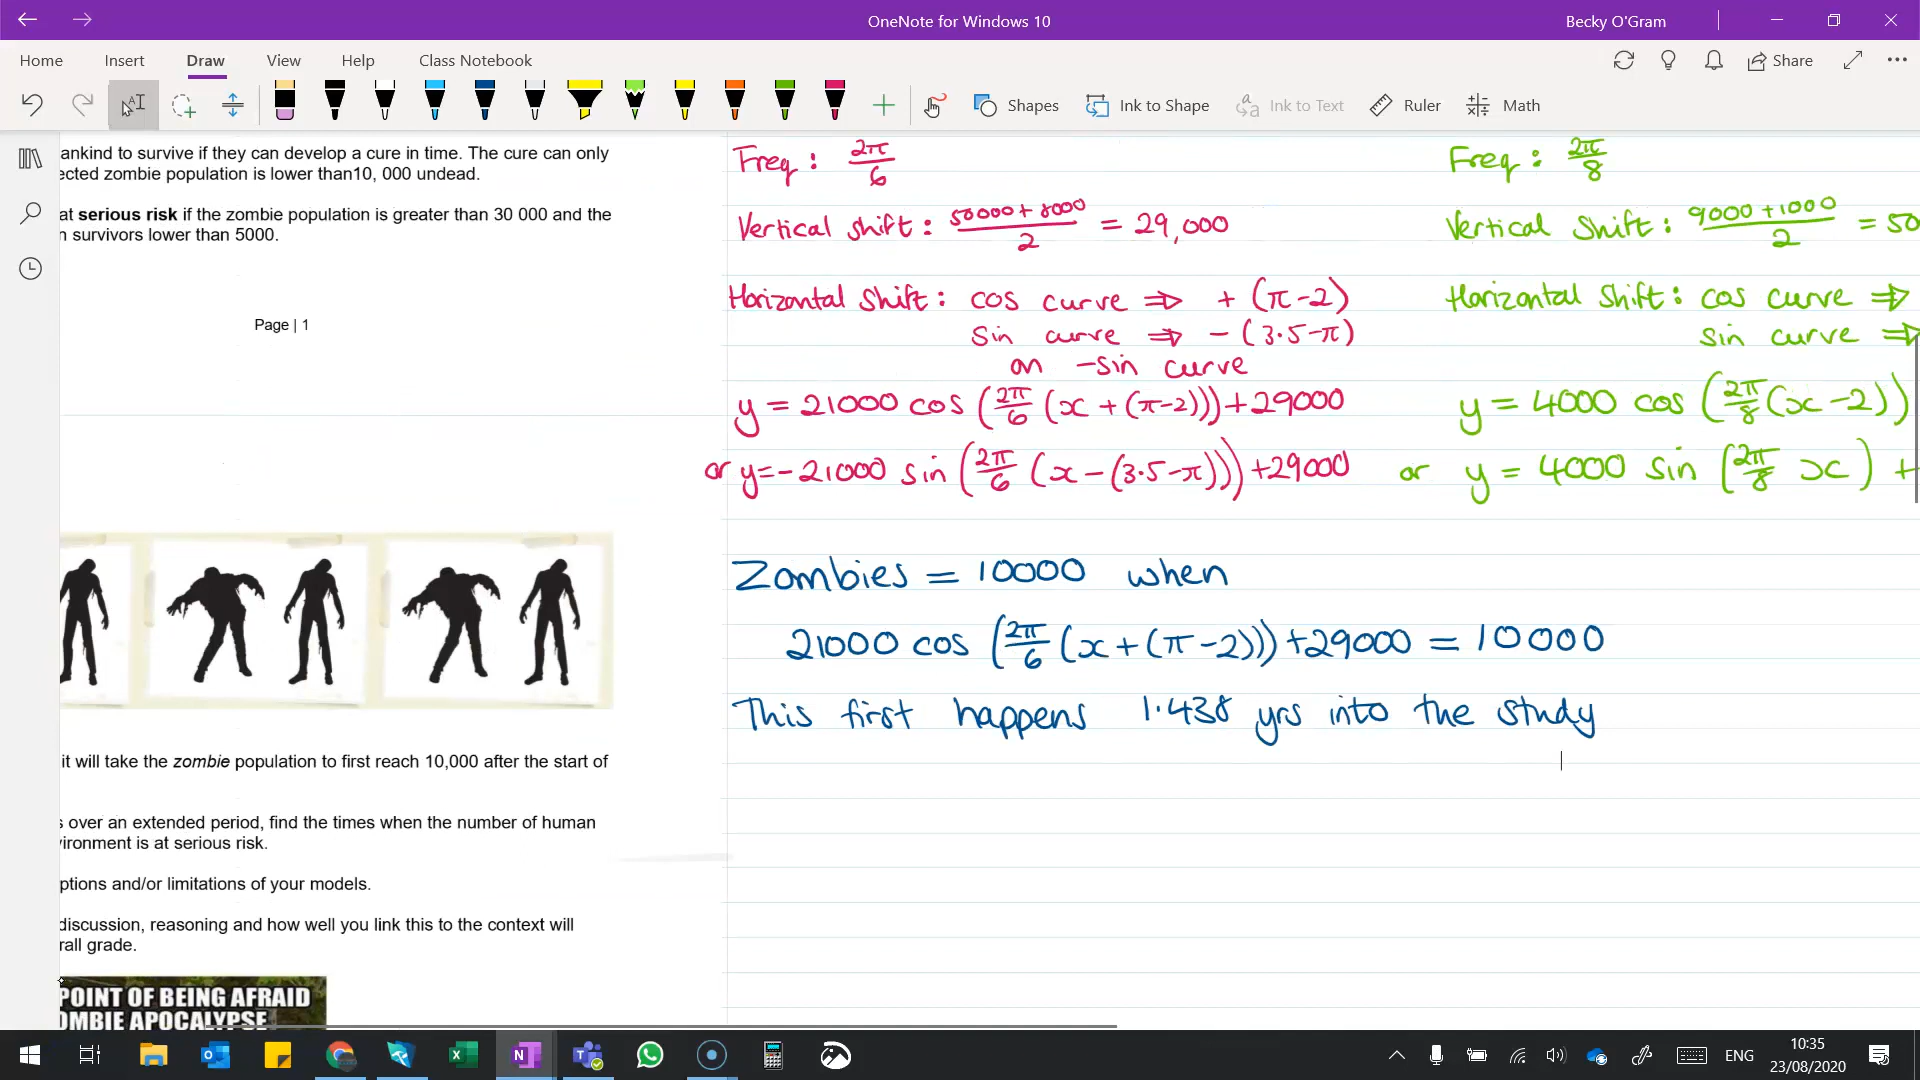 OneNote for Windows 10
Becky O'Gram
Home Insert Draw View Help Class Notebook
Share
Shapes Ink to Shape Ink to Text Ruler Math
ankind to survive if they can develop a cure in time. The cure can only
ected zombie population is lower than10, 000 undead.
at serious risk if the zombie population is greater than 30 000 and the
n survivors lower than 5000.
Page | 1
it will take the zombie population to first reach 10,000 after the start of
s over an extended period, find the times when the number of human
vironment is at serious risk.
ptions and/or limitations of your models.
discussion, reasoning and how well you link this to the context will
rall grade.
POINT OF BEING AFRAID
OMBIE APOCALYPSE
Freq: 2π/6
Vertical shift: (50000 + 8000)/2 = 29,000
Horizontal Shift: cos curve ⇒ + (π-2)
sin curve ⇒ - (3.5-π)
on -sin curve
y = 21000 cos (2π/6 (x + (π-2))) + 29000
or y = - 21000 sin (2π/6 (x - (3.5-π))) + 29000
Freq: 2π/8
Vertical Shift: (9000 + 1000)/2 = 50
Horizontal Shift: cos curve ⇒
sin curve ⇒
y = 4000 cos (2π/8 (x - 2))
or y = 4000 sin (2π/8 x) +
Zombies = 10000 when
21000 cos (2π/6 (x + (π - 2))) + 29000 = 10000
This first happens 1.438 yrs into the study
ENG
10:35
23/08/2020